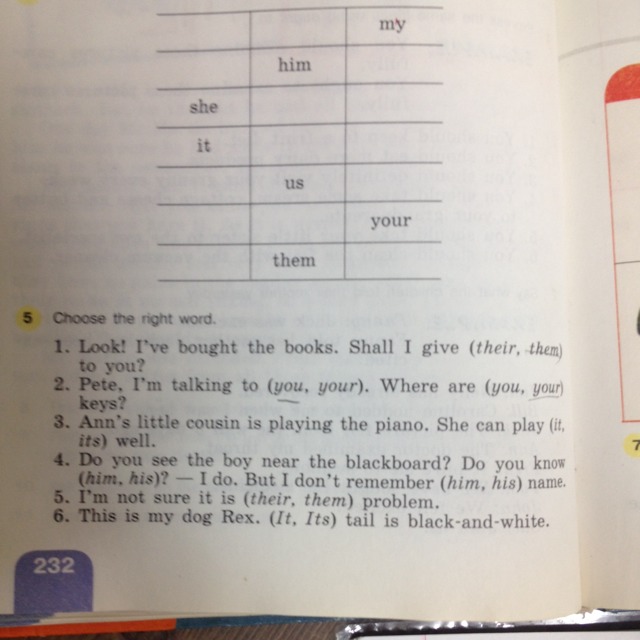 my
him
she
it
us
your
them
5 Choose the right word.
1. Look! I've bought the books. Shall I give (their, them)
to you?
2. Pete, I'm talking to (you, your). Where are (you, your)
keys?
3. Ann's little cousin is playing the piano. She can play (it,
its) well.
4. Do you see the boy near the blackboard? Do you know
(him, his)? — I do. But I don't remember (him, his) name.
5. I'm not sure it is (their, them) problem.
6. This is my dog Rex. (It, Its) tail is black-and-white.
232
7